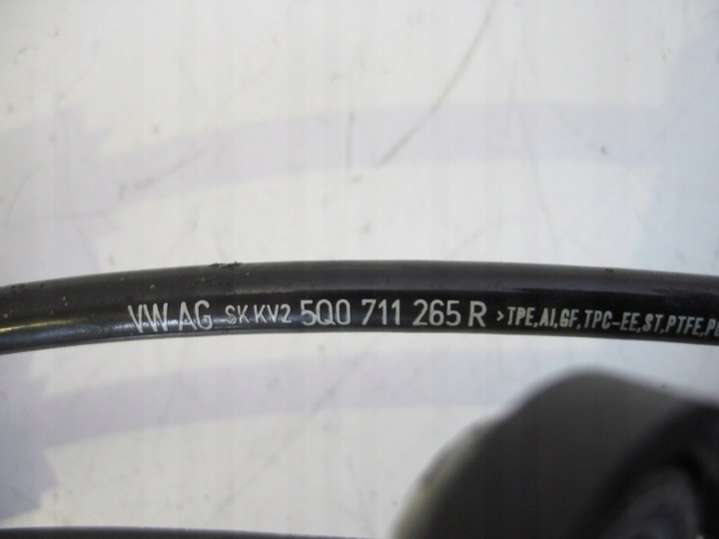 VW AG SK KV2 5Q0 711 265 R >TPE,AI,GF,TPC-EE,ST,PTFE,